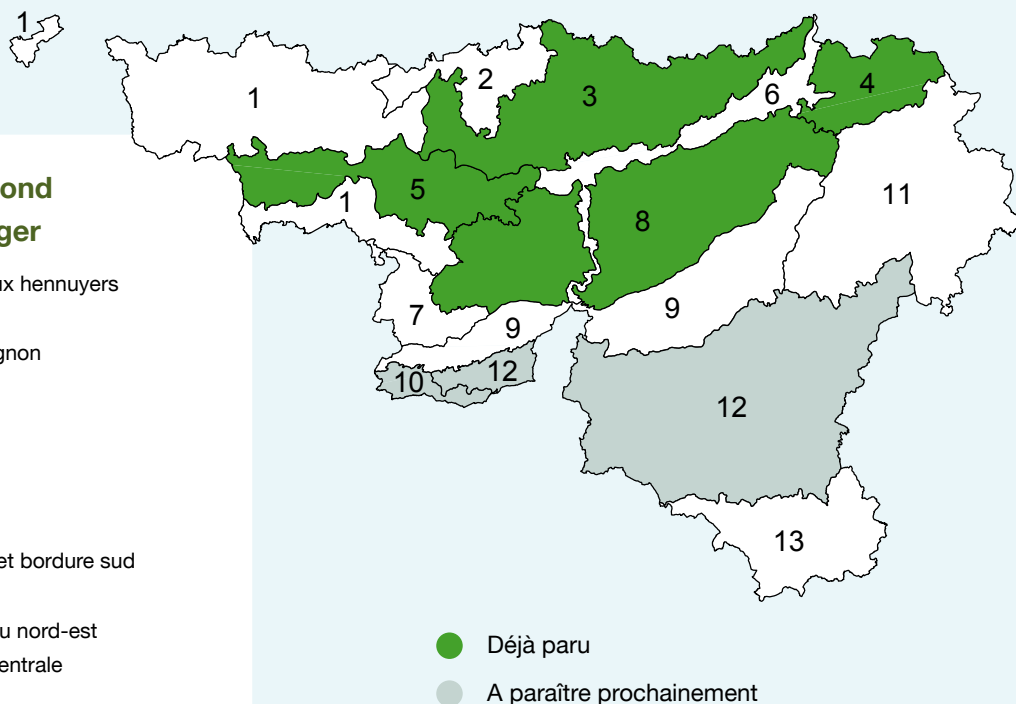 1
1
2
3
6
4
ond
ger
ux hennuyers
gnon
et bordure sud
u nord-est
entrale
5
1
8
11
7
9
9
10
12
12
13
Déjà paru
A paraître prochainement